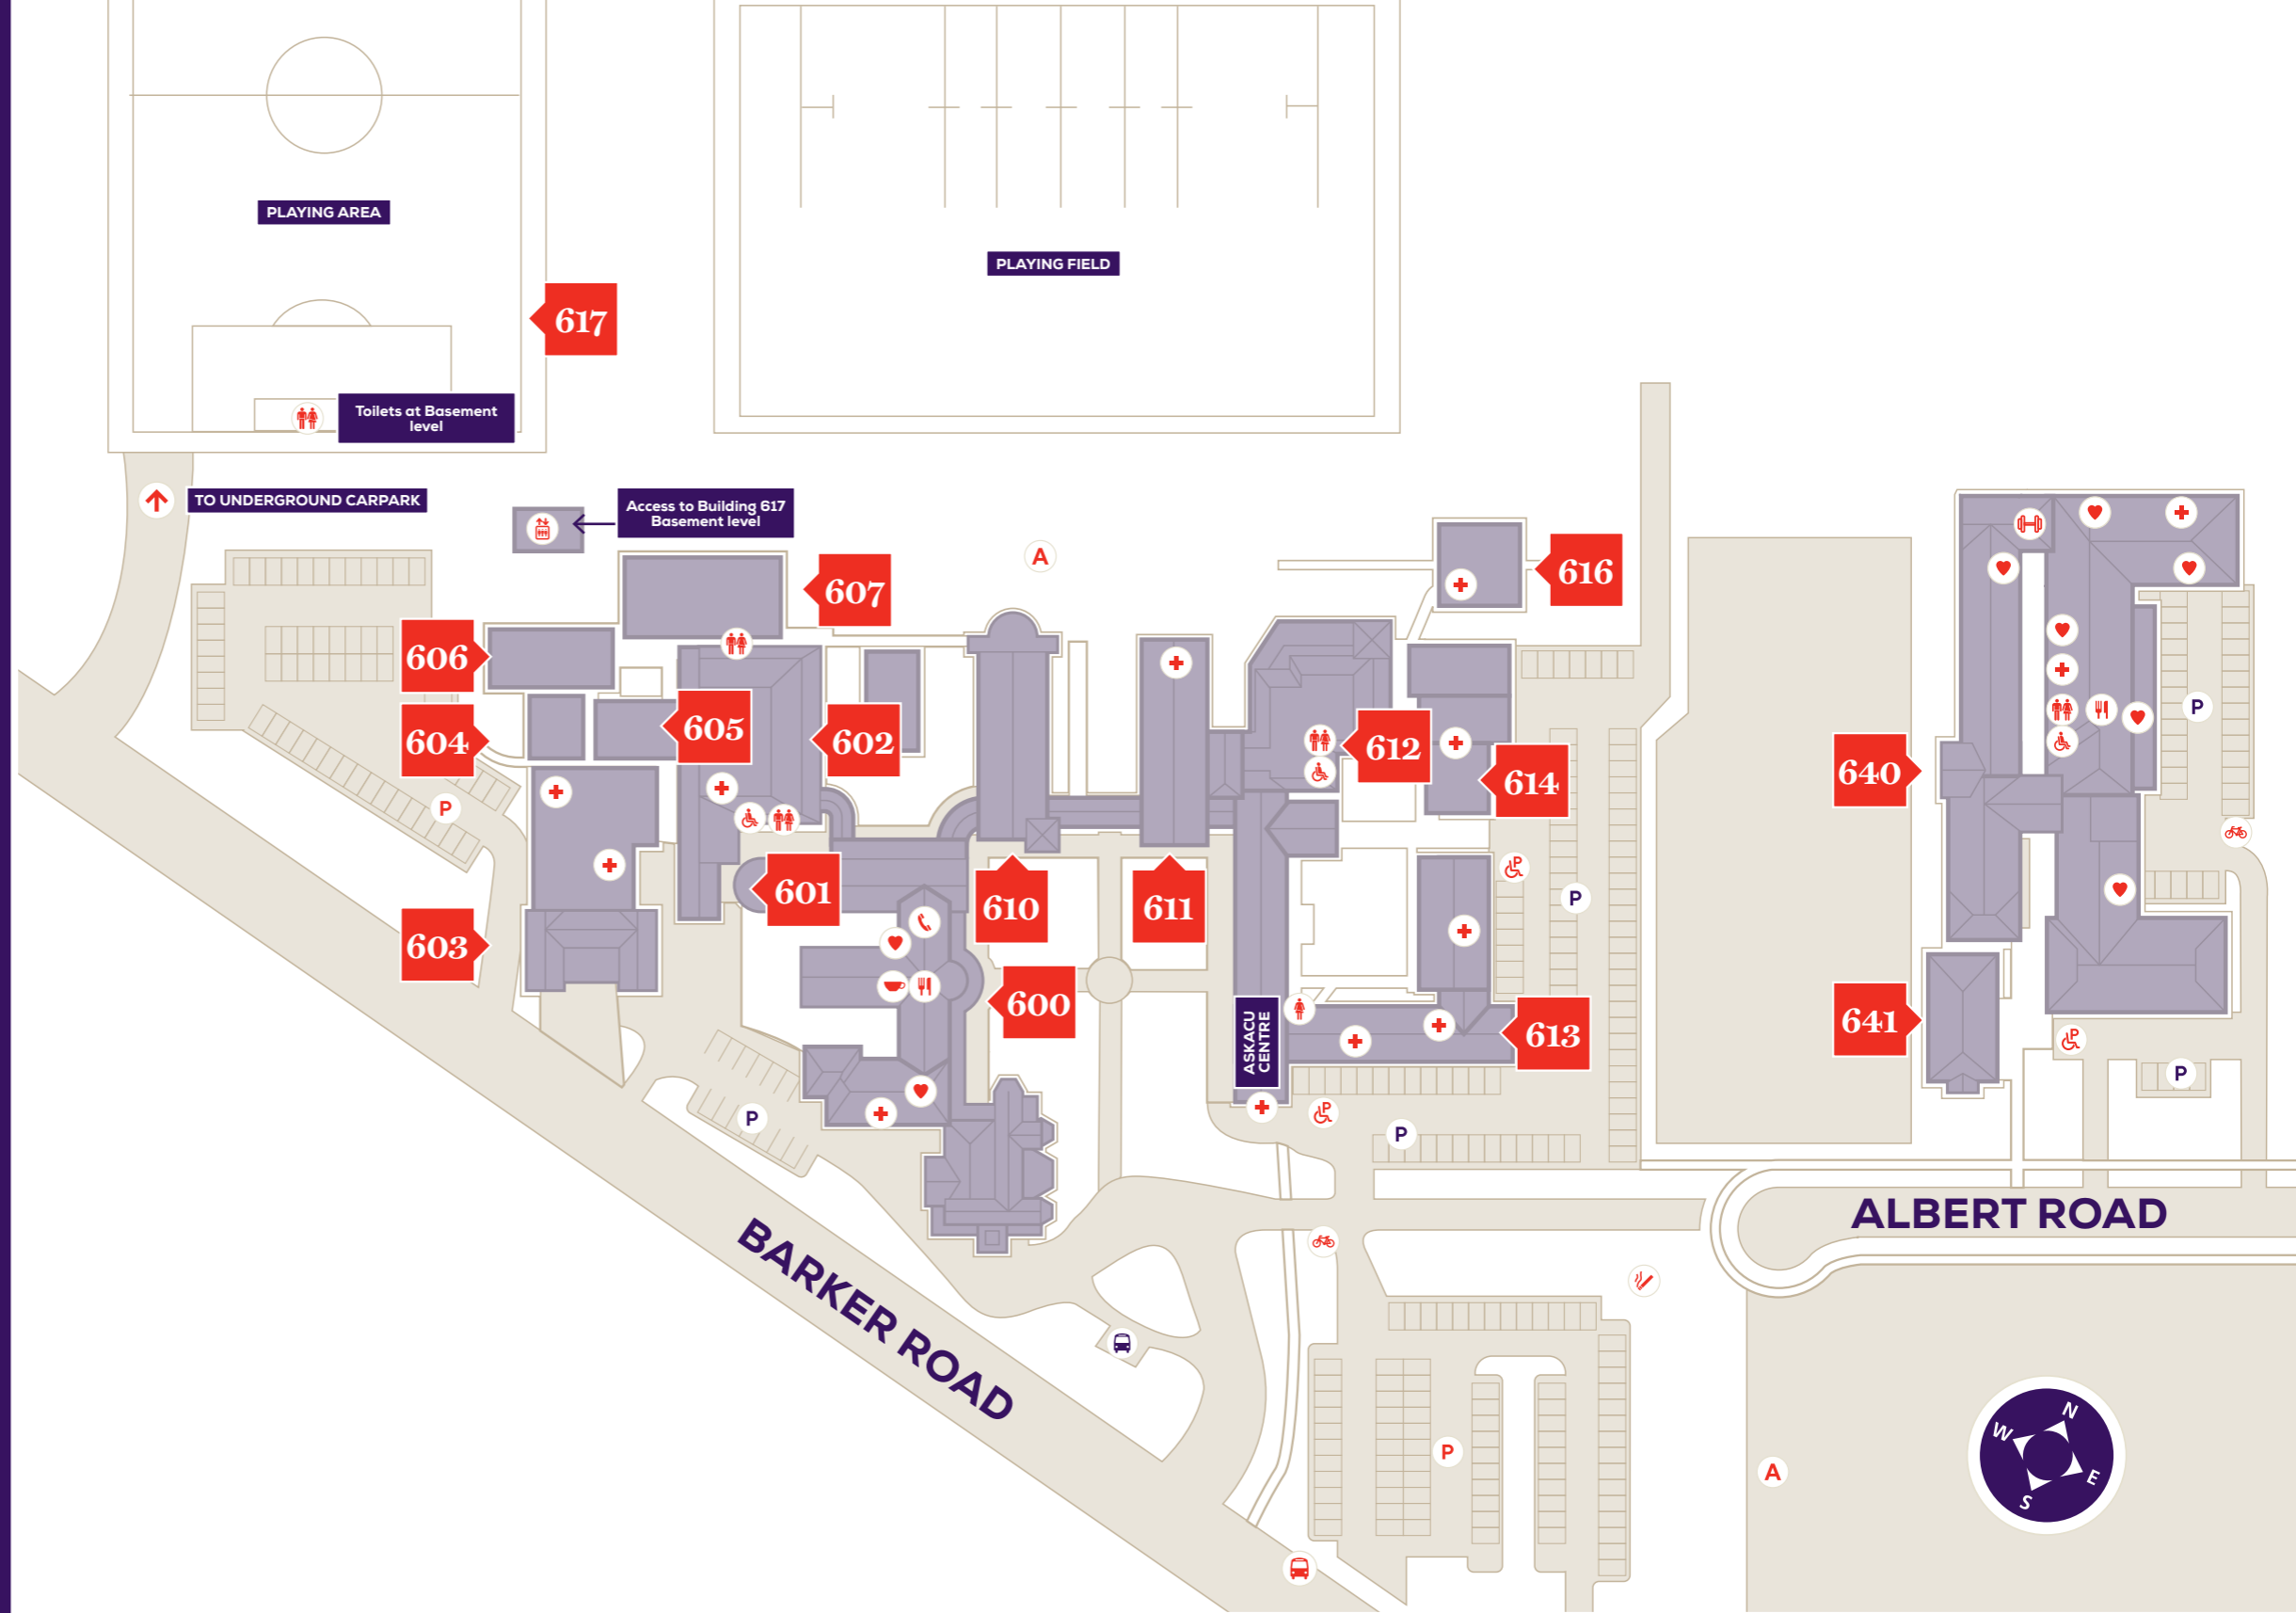 PLAYING AREA
PLAYING FIELD
617
Toilets at Basement
level
TO UNDERGROUND CARPARK
Access to Building 617
Basement level
A
607
616
606
605
604
602
612
614
640
P
P
601
610
611
P
603
600
641
ASKACU
CENTRE
613
P
P
P
P
P
P
P
ALBERT ROAD
BARKER ROAD
P
A
N
W
E
S